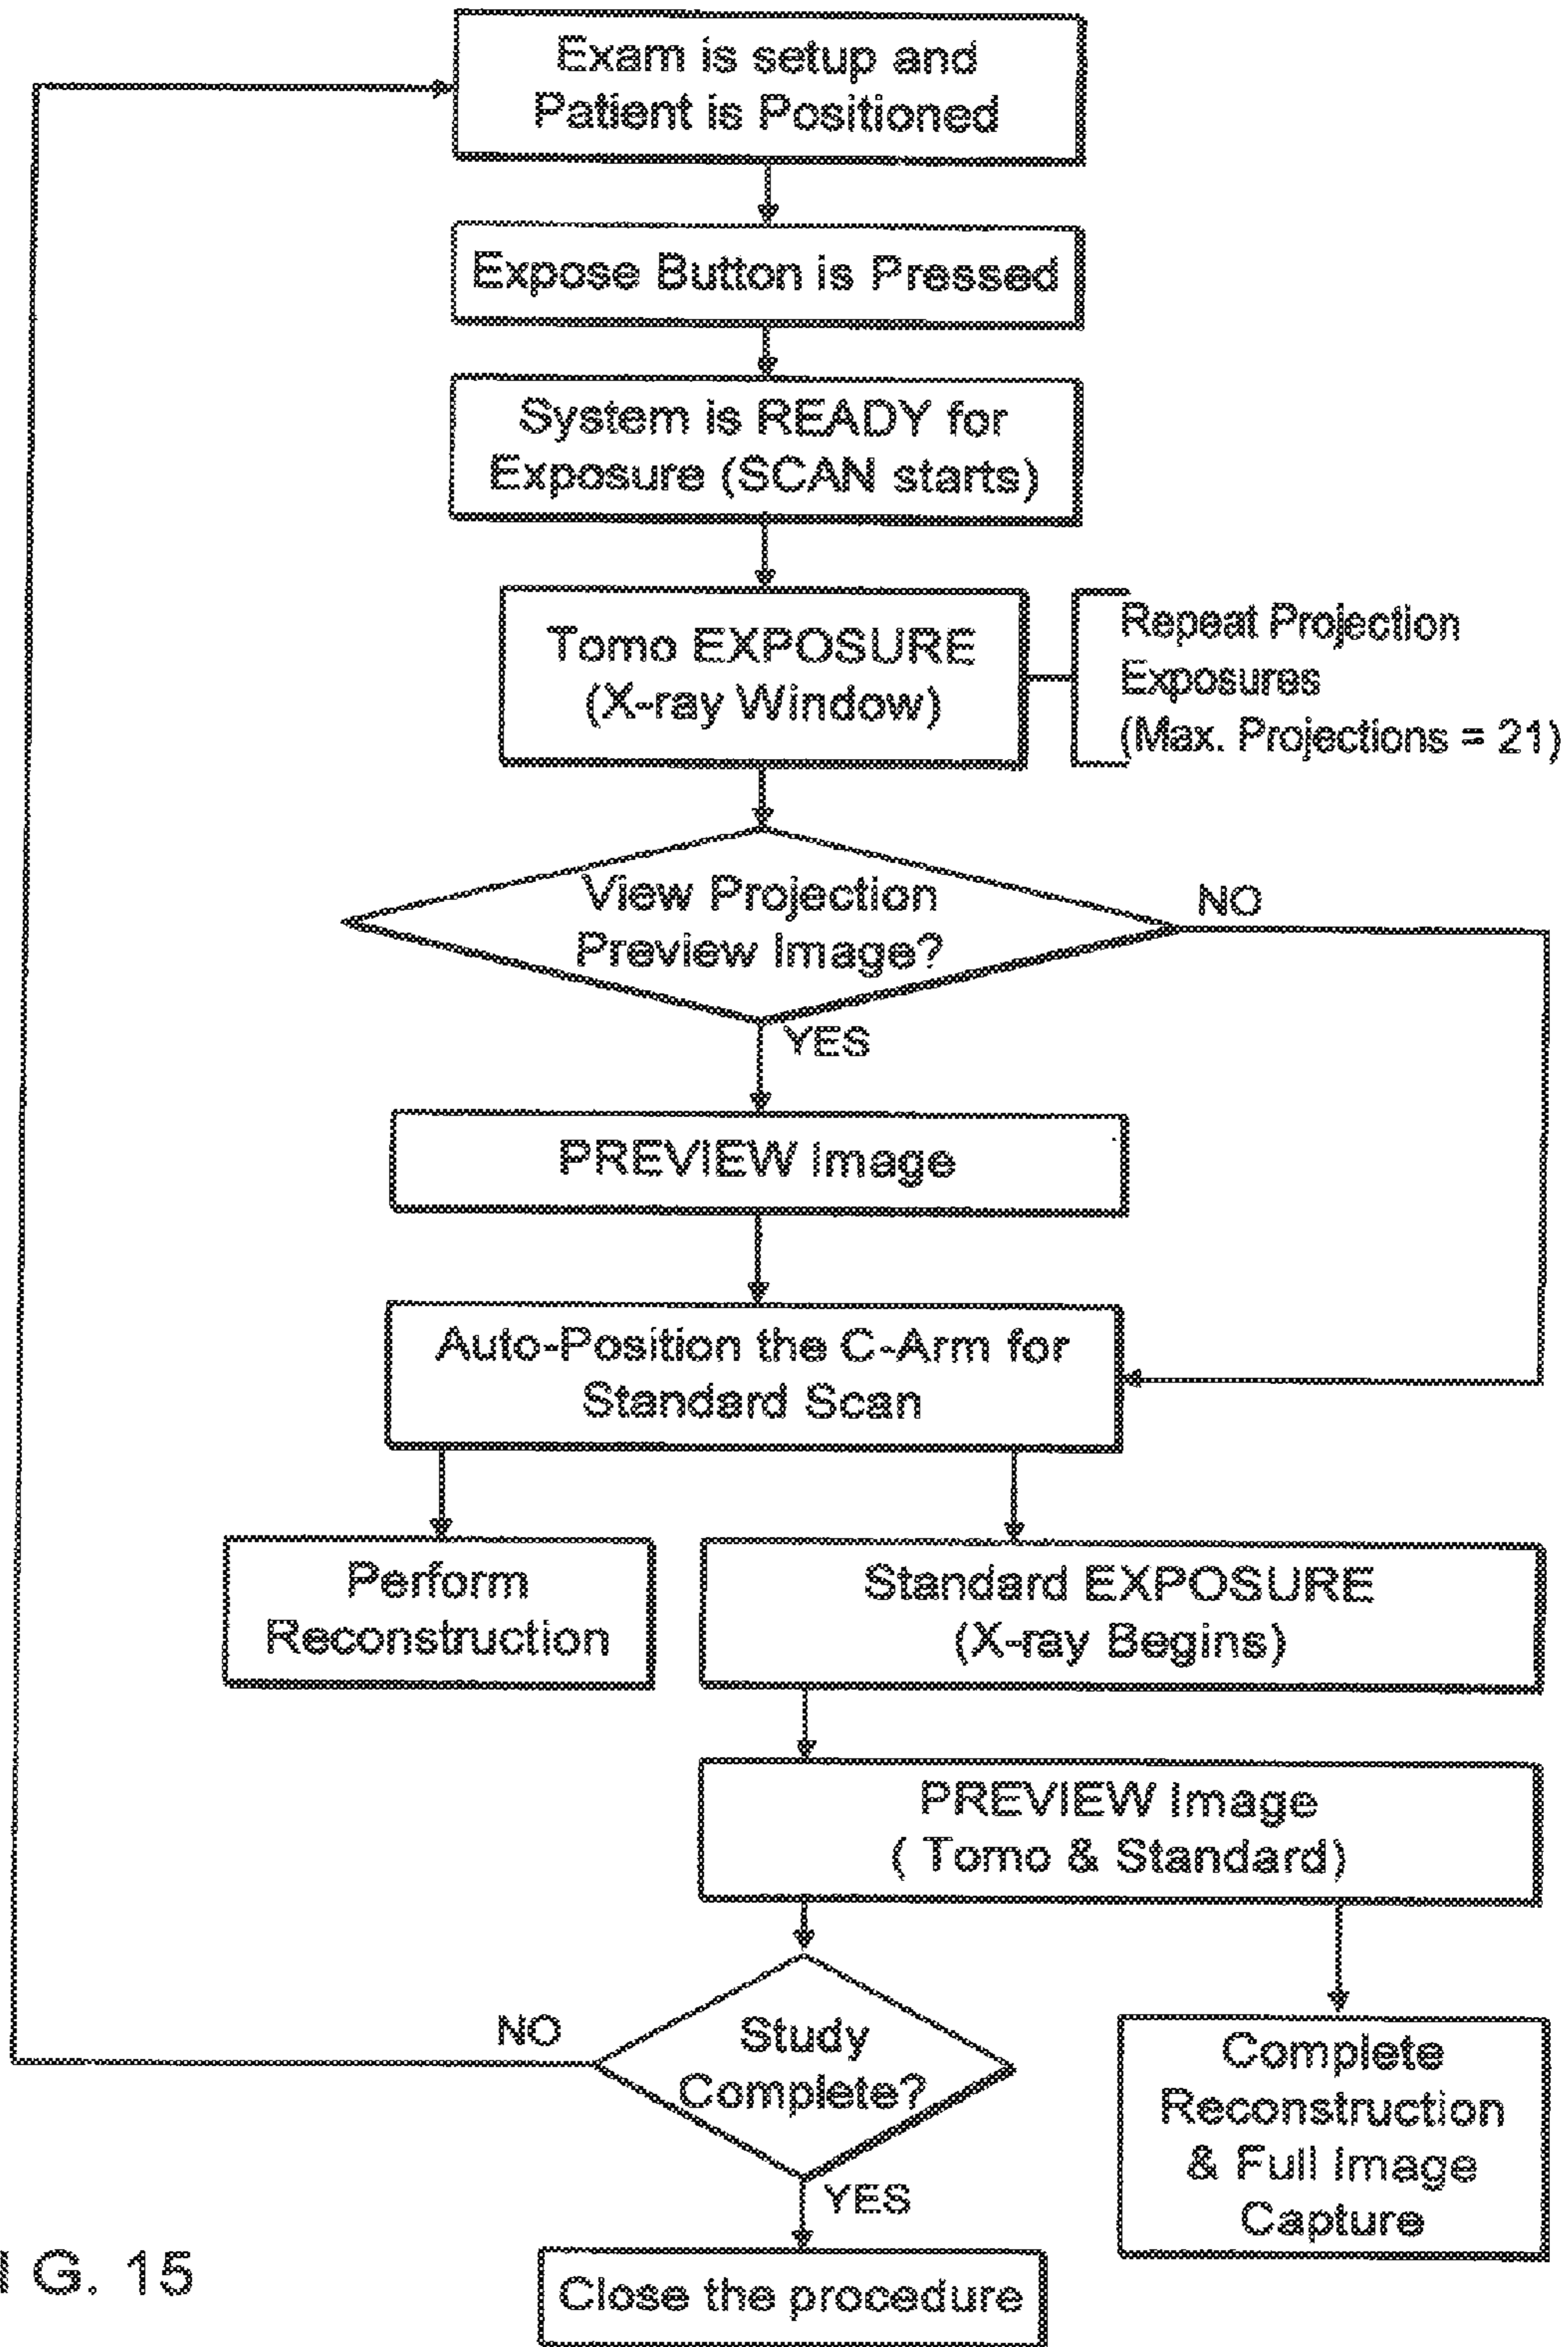 Exam is setup and
Patient is Positioned
Expose Button is Pressed
System is READY for
Exposure (SCAN starts)
Tomo EXPOSURE
(X-ray Window)
Repeat Projection
Exposures
(Max. Projections = 21)
View Projection
Preview Image?
NO
YES
PREVIEW Image
Auto-Position the C-Arm for
Standard Scan
Perform
Reconstruction
Standard EXPOSURE
(X-ray Begins)
PREVIEW Image
( Tomo & Standard)
NO
Study
Complete?
YES
Complete
Reconstruction
& Full Image
Capture
Close the procedure
I G. 15